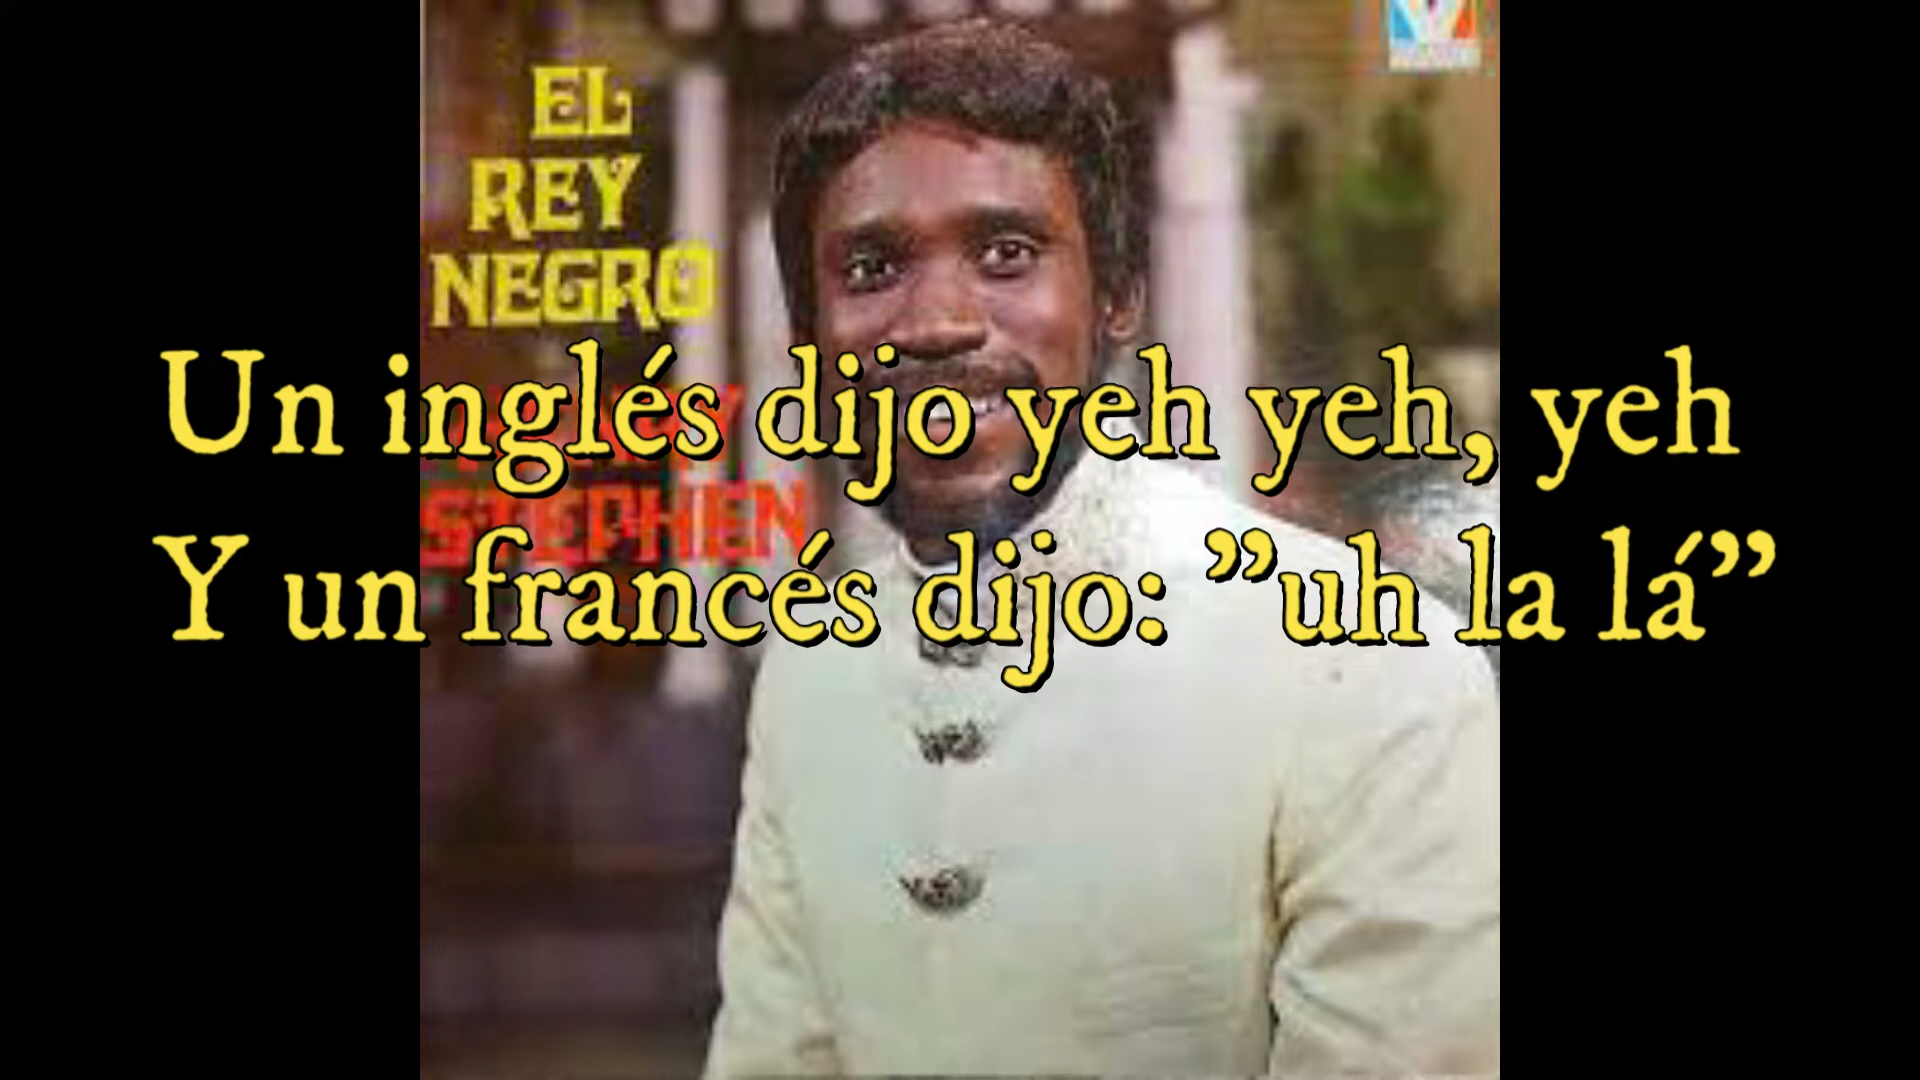 EL
REY
NEGRO
Un inglés dijo yeh yeh, yeh
STEPHEN
Y un francés dijo: ”uh la lá”